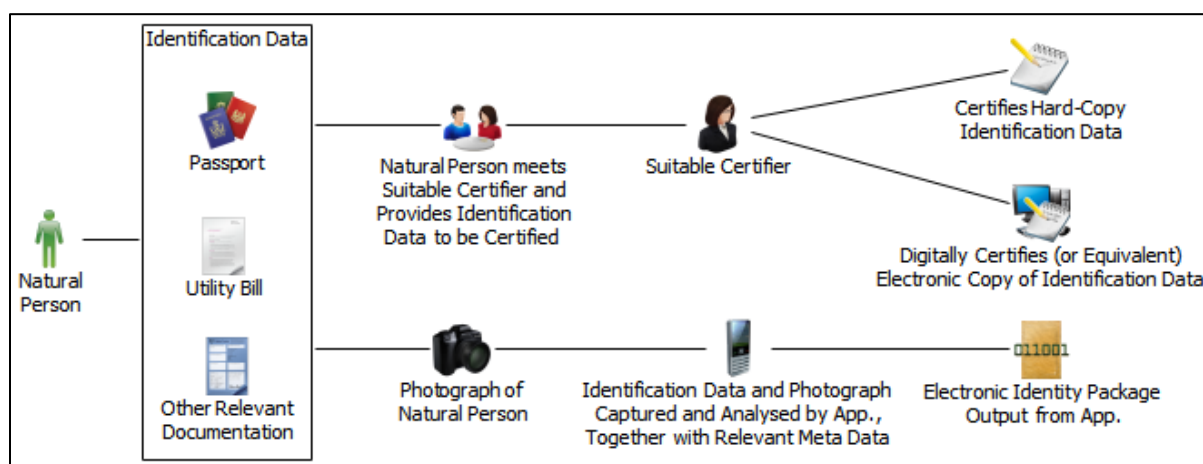 Identification Data
Passport
Utility Bill
Other Relevant
Documentation
Natural
Person
Natural Person meets
Suitable Certifier and
Provides Identification
Data to be Certified
Suitable Certifier
Certifies Hard-Copy
Identification Data
Digitally Certifies (or Equivalent)
Electronic Copy of Identification Data
Photograph of
Natural Person
Identification Data and Photograph
Captured and Analysed by App.,
Together with Relevant Meta Data
011001
Electronic Identity Package
Output from App.